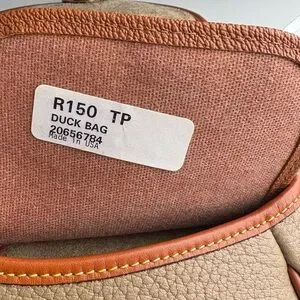 R150 TP
DUCK BAG
20656784
Made in USA